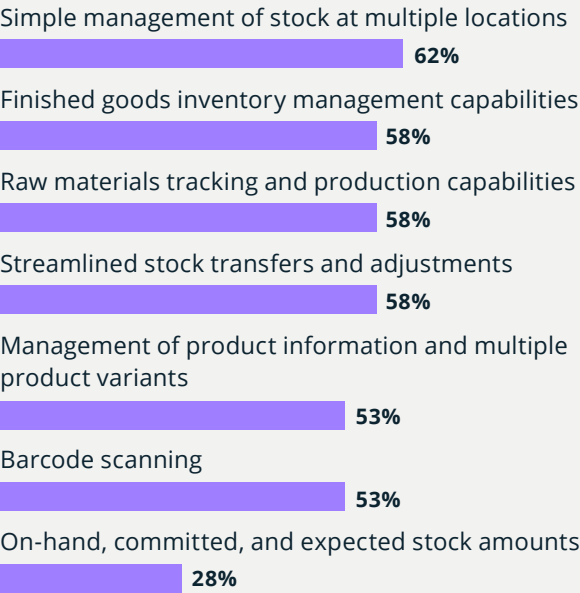 Simple management of stock at multiple locations
62%
Finished goods inventory management capabilities
58%
Raw materials tracking and production capabilities
58%
Streamlined stock transfers and adjustments
58%
Management of product information and multiple
product variants
53%
Barcode scanning
53%
On-hand, committed, and expected stock amounts
28%